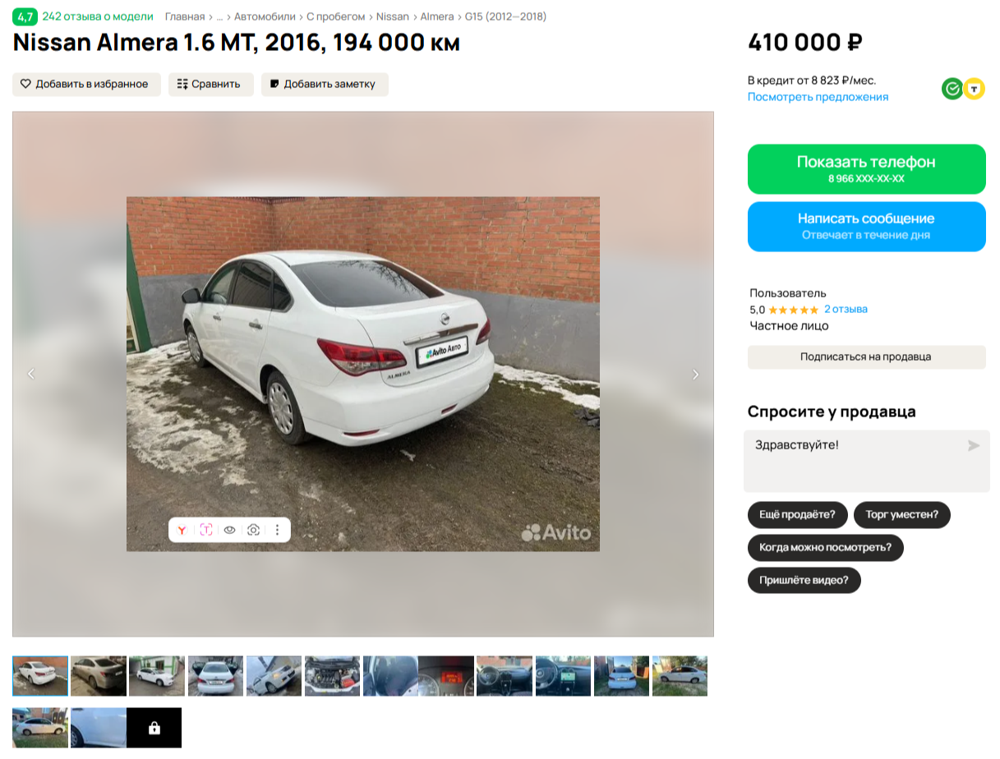 4,7 242 отзыва о модели Главная › ... › Автомобили › С пробегом › Nissan › Almera › G15 (2012—2018)
Nissan Almera 1.6 MT, 2016, 194 000 км
410 000 ₽
Добавить в избранное
Сравнить
Добавить заметку
В кредит от 8 823 ₽/мес.
Посмотреть предложения
T
Показать телефон
8 966 XXX-XX-XX
Написать сообщение
Отвечает в течение дня
Пользователь
5,0 ★★★★★ 2 отзыва
Частное лицо
Подписаться на продавца
Avito Авто
ALMERA
Спросите у продавца
Здравствуйте!
Ещё продаёте?
Торг уместен?
Когда можно посмотреть?
Пришлёте видео?
Y T
Avito